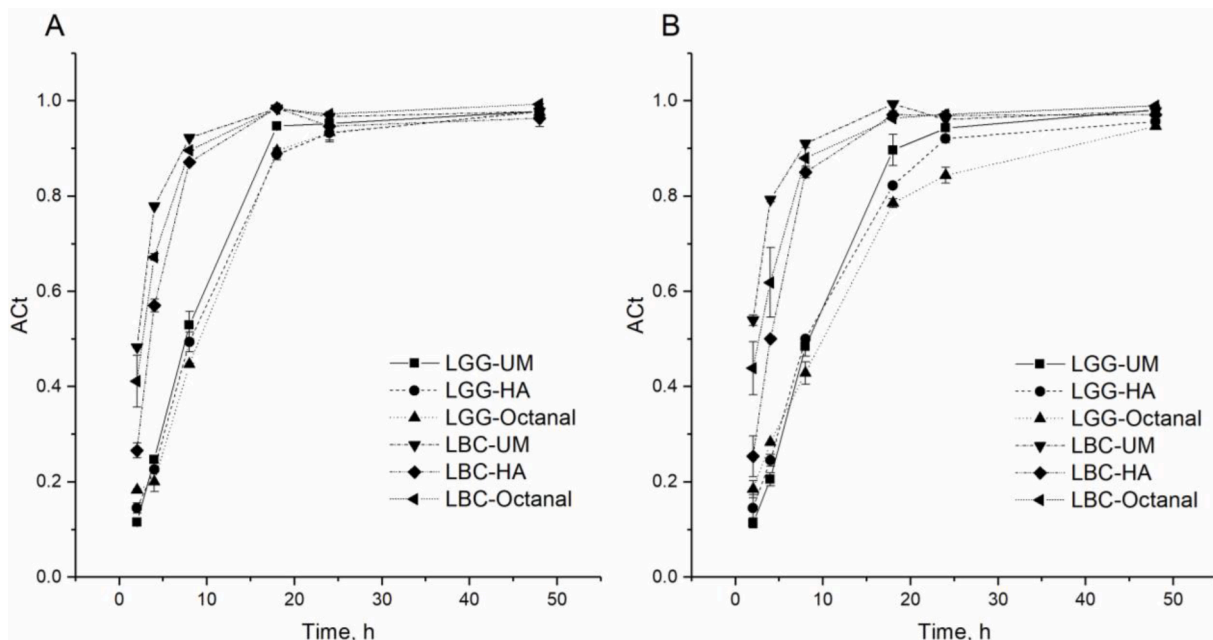 A
1.0
0.8
0.6
0.4
0.2
0.0
ACt
LGG-UM
LGG-HA
LGG-Octanal
LBC-UM
LBC-HA
LBC-Octanal
0 10 20 30 40 50
Time, h
B
1.0
0.8
0.6
0.4
0.2
0.0
ACt
LGG-UM
LGG-HA
LGG-Octanal
LBC-UM
LBC-HA
LBC-Octanal
0 10 20 30 40 50
Time, h